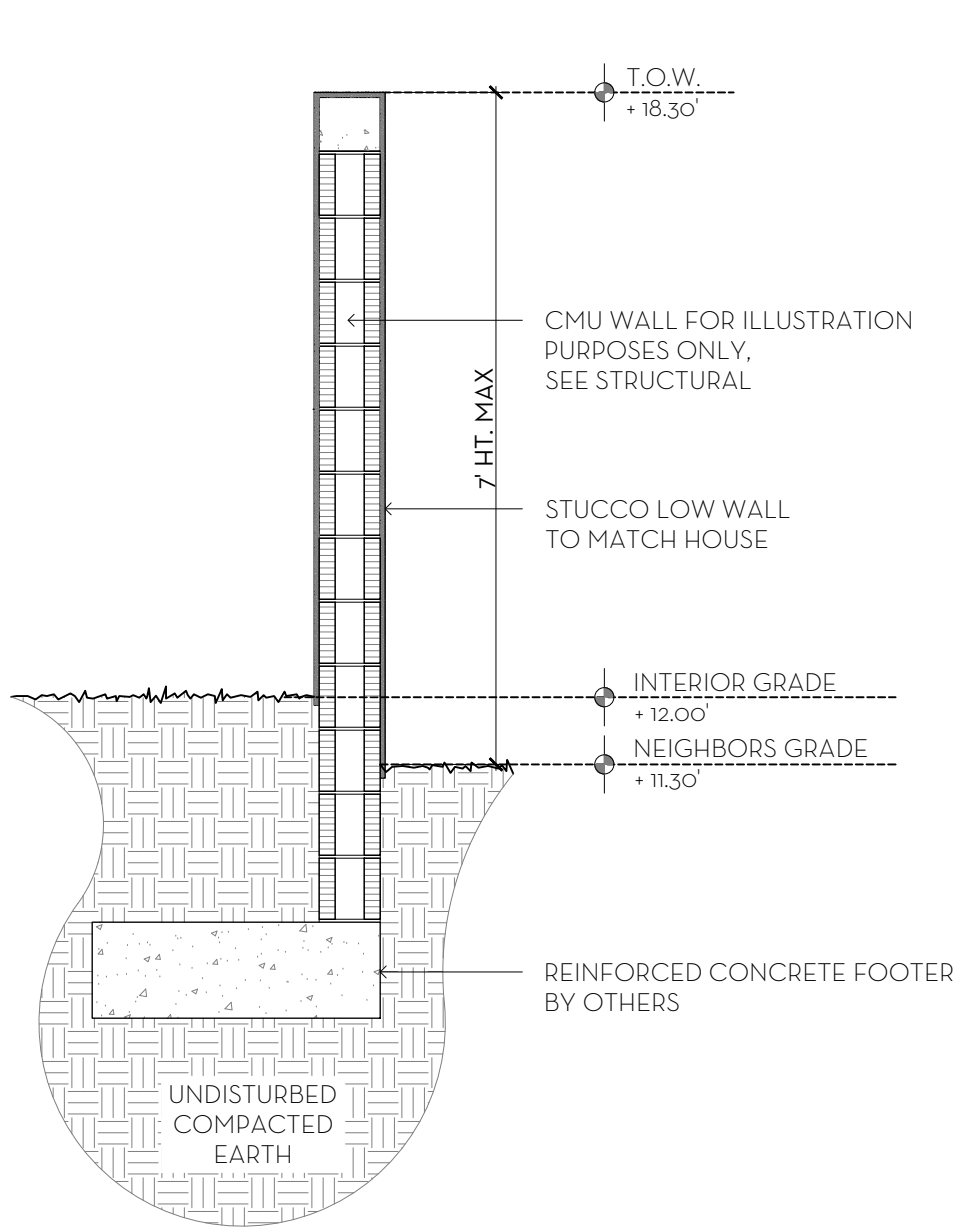 T.O.W.
+ 18.30'
CMU WALL FOR ILLUSTRATION
PURPOSES ONLY,
SEE STRUCTURAL
7' HT. MAX
STUCCO LOW WALL
TO MATCH HOUSE
INTERIOR GRADE
+ 12.00'
NEIGHBORS GRADE
+ 11.30'
REINFORCED CONCRETE FOOTER
BY OTHERS
UNDISTURBED
COMPACTED
EARTH